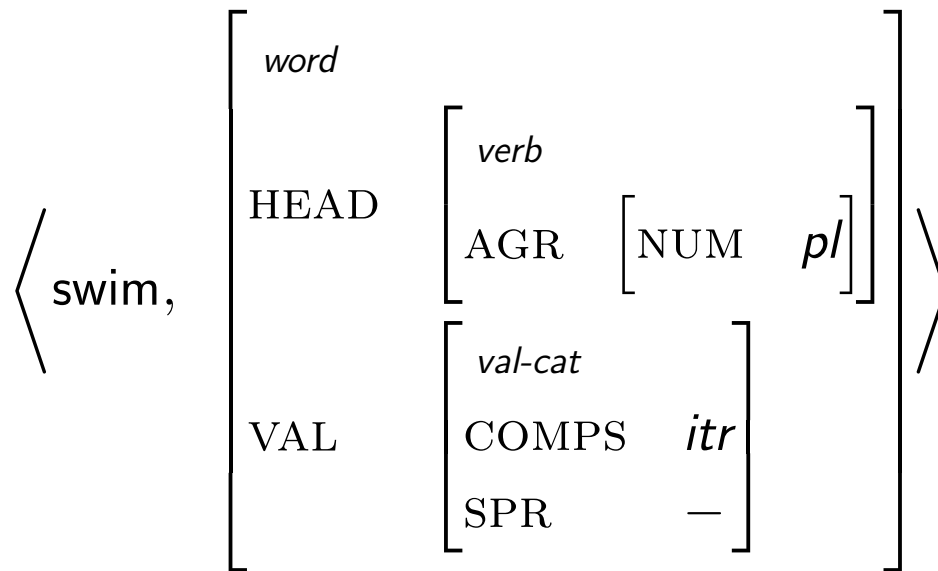 word
verb
HEAD
AGR [NUM pl]
⟨swim,
val-cat
VAL COMPS itr
SPR −